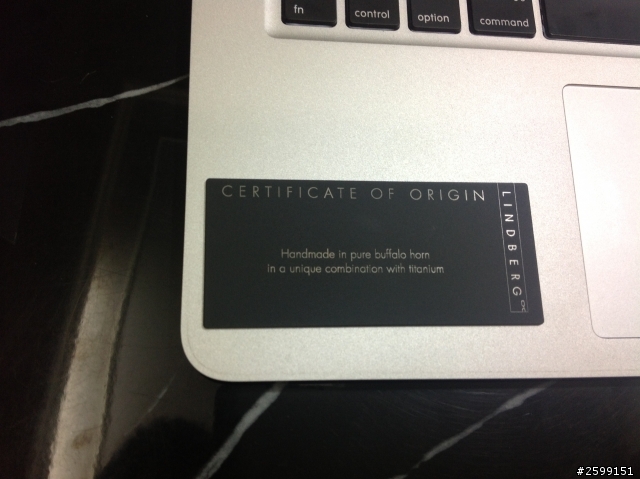 fn
control
option
command
CERTIFICATE OF ORIGIN
LINDBERG
Handmade in pure buffalo horn
in a unique combination with titanium
#2599151